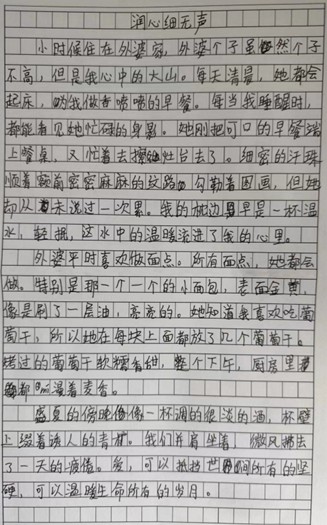 润心细无声
小时候住在外婆家,外婆个子虽然个子
不高,但是我心中的大山。每天清晨,她都会
起床,为我做香喷喷的早餐。每当我睡醒时,
都能看见她忙碌的身影。她刚把可口的早餐端
上餐桌,又忙着去擦灶台去了。细密的汗珠
顺着额前密密麻麻的纹路勾勒着图画,但她
却从未说过一次累。我的枕边早是一杯温
水,轻抿,这水中的温暖流进了我的心里。
外婆平时喜欢做面点。所有面点,她都会
做。特别是那一个一个的小面包,表面金黄,
像是刷了一层油,亮亮的。她知道我喜欢吃葡
萄干,所以她在每块上面都放了几个葡萄干。
烤过的葡萄干软糯香甜,整个下午,厨房里
都弥漫着麦香。
盛夏的傍晚像一杯调的很淡的酒,杯壁
上缀着诱人的青柠。我们并肩坐着,微风拂去
了一天的疲倦。爱,可以抵挡世间所有的坚
硬,可以温暖生命所有的岁月。